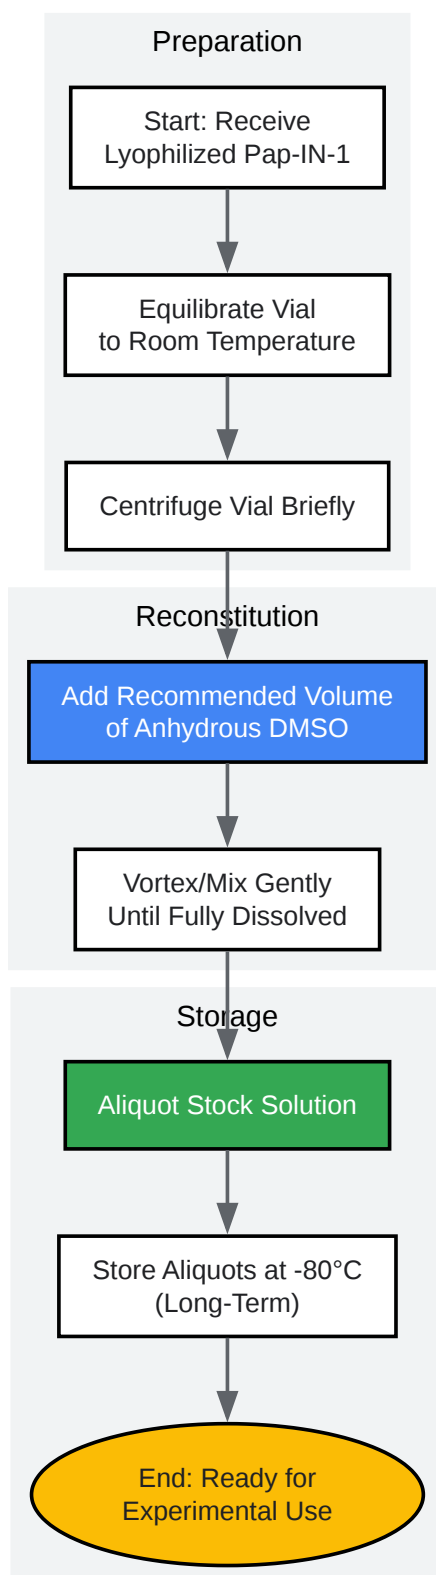 Preparation
Start: Receive
Lyophilized Pap-IN-1
Equilibrate Vial
to Room Temperature
Centrifuge Vial Briefly
Reconstitution
Add Recommended Volume
of Anhydrous DMSO
Vortex/Mix Gently
Until Fully Dissolved
Storage
Aliquot Stock Solution
Store Aliquots at -80°C
(Long-Term)
End: Ready for
Experimental Use